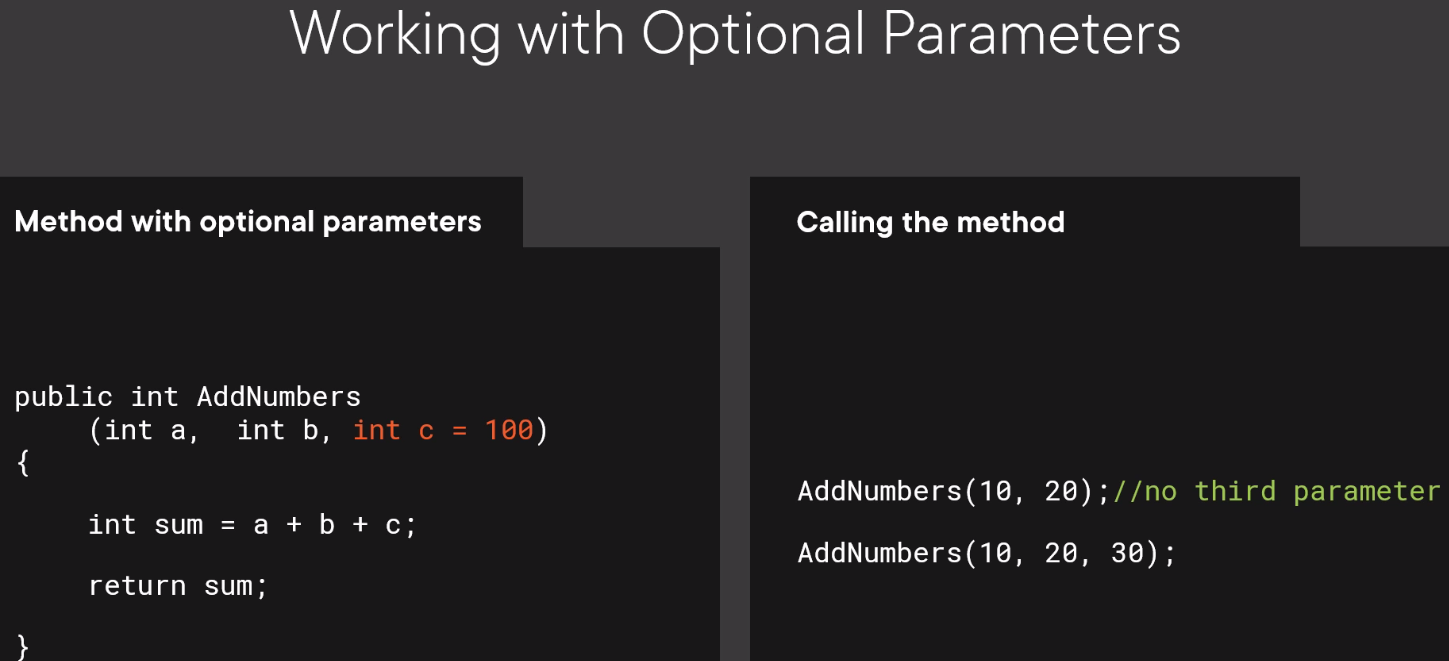 Working with Optional Parameters
Method with optional parameters
public int AddNumbers
(int a,  int b, int c = 100)
{
int sum = a + b + c;
return sum;
}
Calling the method
AddNumbers(10, 20);//no third parameter
AddNumbers(10, 20, 30);